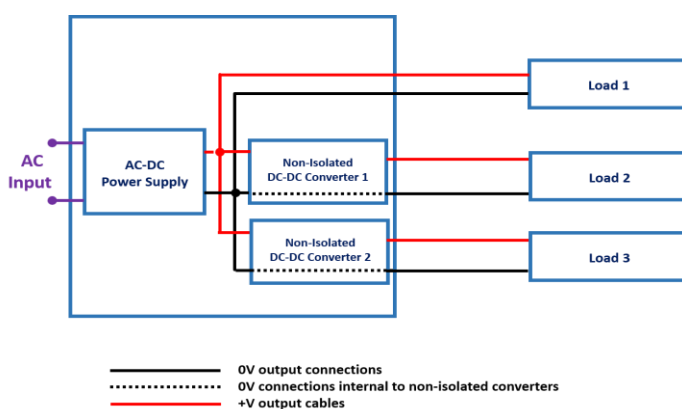 Load 1
AC
Input
AC-DC
Power Supply
Non-Isolated
DC-DC Converter 1
Load 2
Non-Isolated
DC-DC Converter 2
Load 3
0V output connections
0V connections internal to non-isolated converters
+V output cables